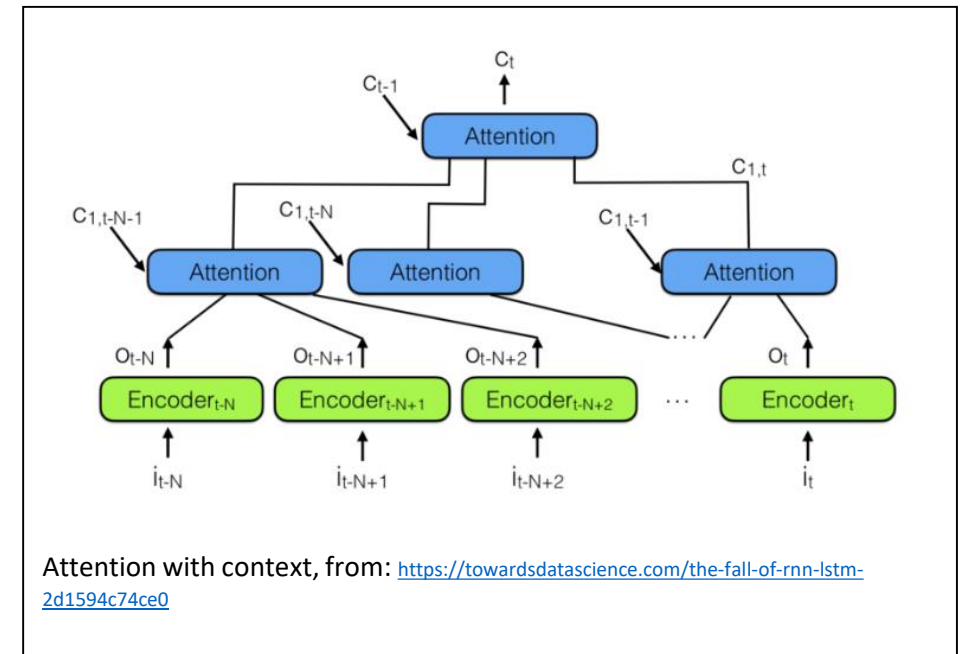 Ct
Ct-1
Attention
C1,t
C1,t-N-1
C1,t-N
C1,t-1
Attention
Attention
Attention
Ot-N
Ot-N+1
Ot-N+2
...
Ot
Encodert-N
Encodert-N+1
Encodert-N+2
...
Encodert
it-N
it-N+1
it-N+2
it
Attention with context, from: https://towardsdatascience.com/the-fall-of-rnn-lstm-
2d1594c74ce0